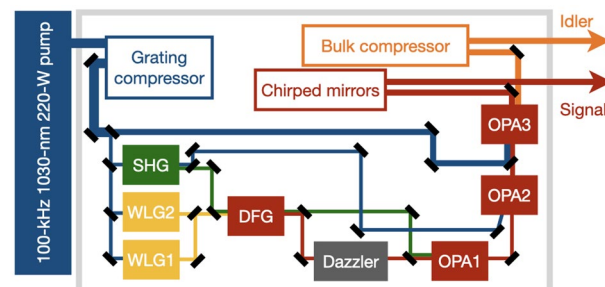 100-kHz 1030-nm 220-W pump
Grating
compressor
Bulk compressor
Idler
Chirped mirrors
Signal
OPA3
SHG
WLG2
DFG
OPA2
WLG1
Dazzler
OPA1